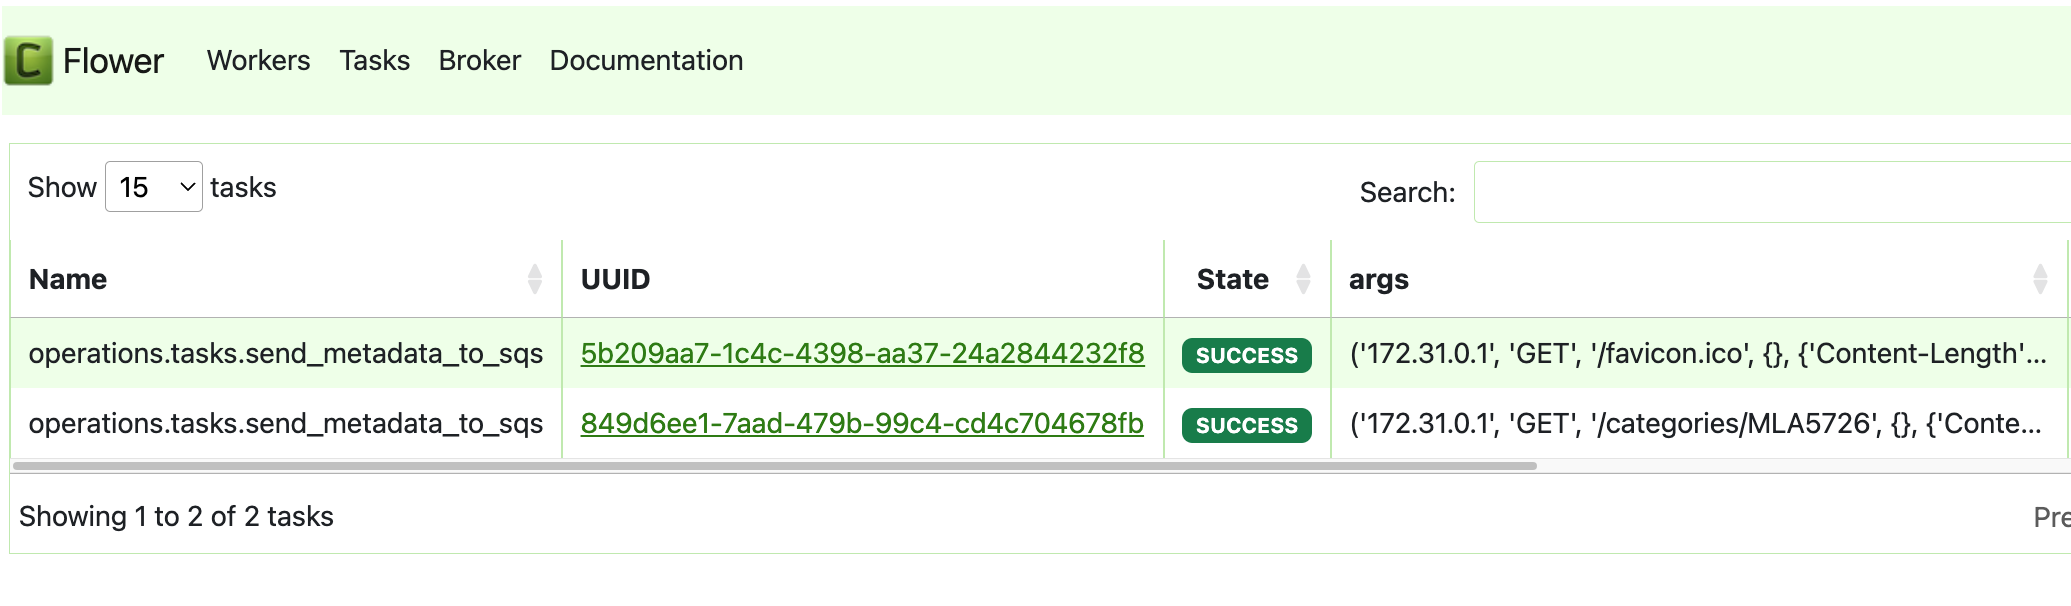 Flower Workers Tasks Broker Documentation
Show 15 tasks
Search:
Name UUID State args
operations.tasks.send_metadata_to_sqs 5b209aa7-1c4c-4398-aa37-24a2844232f8 SUCCESS ('172.31.0.1', 'GET', '/favicon.ico', {}, {'Content-Length'...
operations.tasks.send_metadata_to_sqs 849d6ee1-7aad-479b-99c4-cd4c704678fb SUCCESS ('172.31.0.1', 'GET', '/categories/MLA5726', {}, {'Conte...
Showing 1 to 2 of 2 tasks
Pre